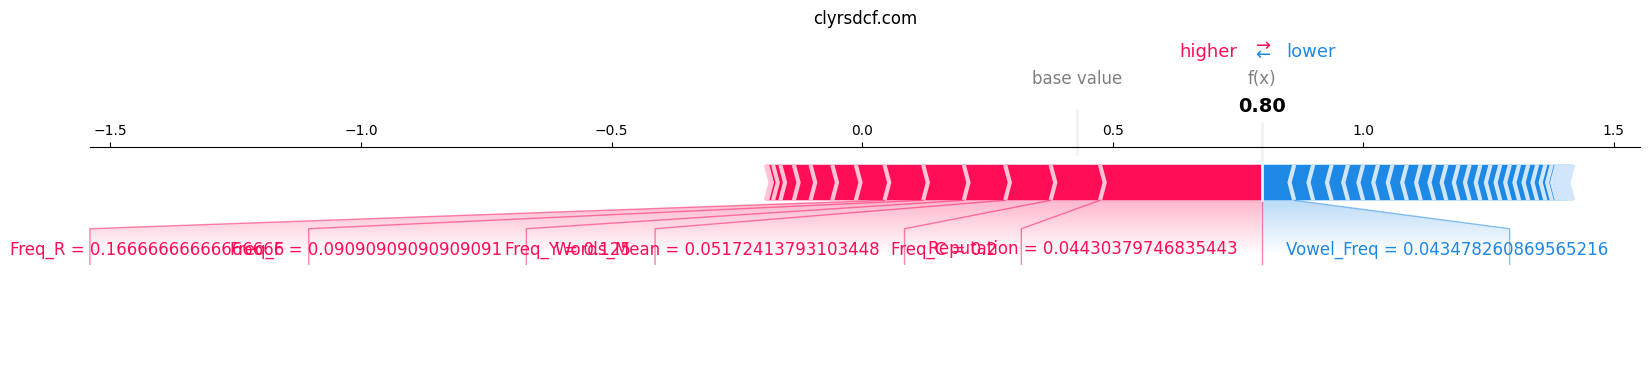 clyrsdcf.com
higher → ← lower
base value f(x)
0.80
−1.5 −1.0 −0.5 0.0 0.5 1.0 1.5
Freq_R = 0.16666666666666666 Freq_F = 0.09090909090909091 Freq_Y = 0.125 Words_Mean = 0.05172413793103448 Freq_C = 0.2 Reputation = 0.04430379746835443 Vowel_Freq = 0.043478260869565216